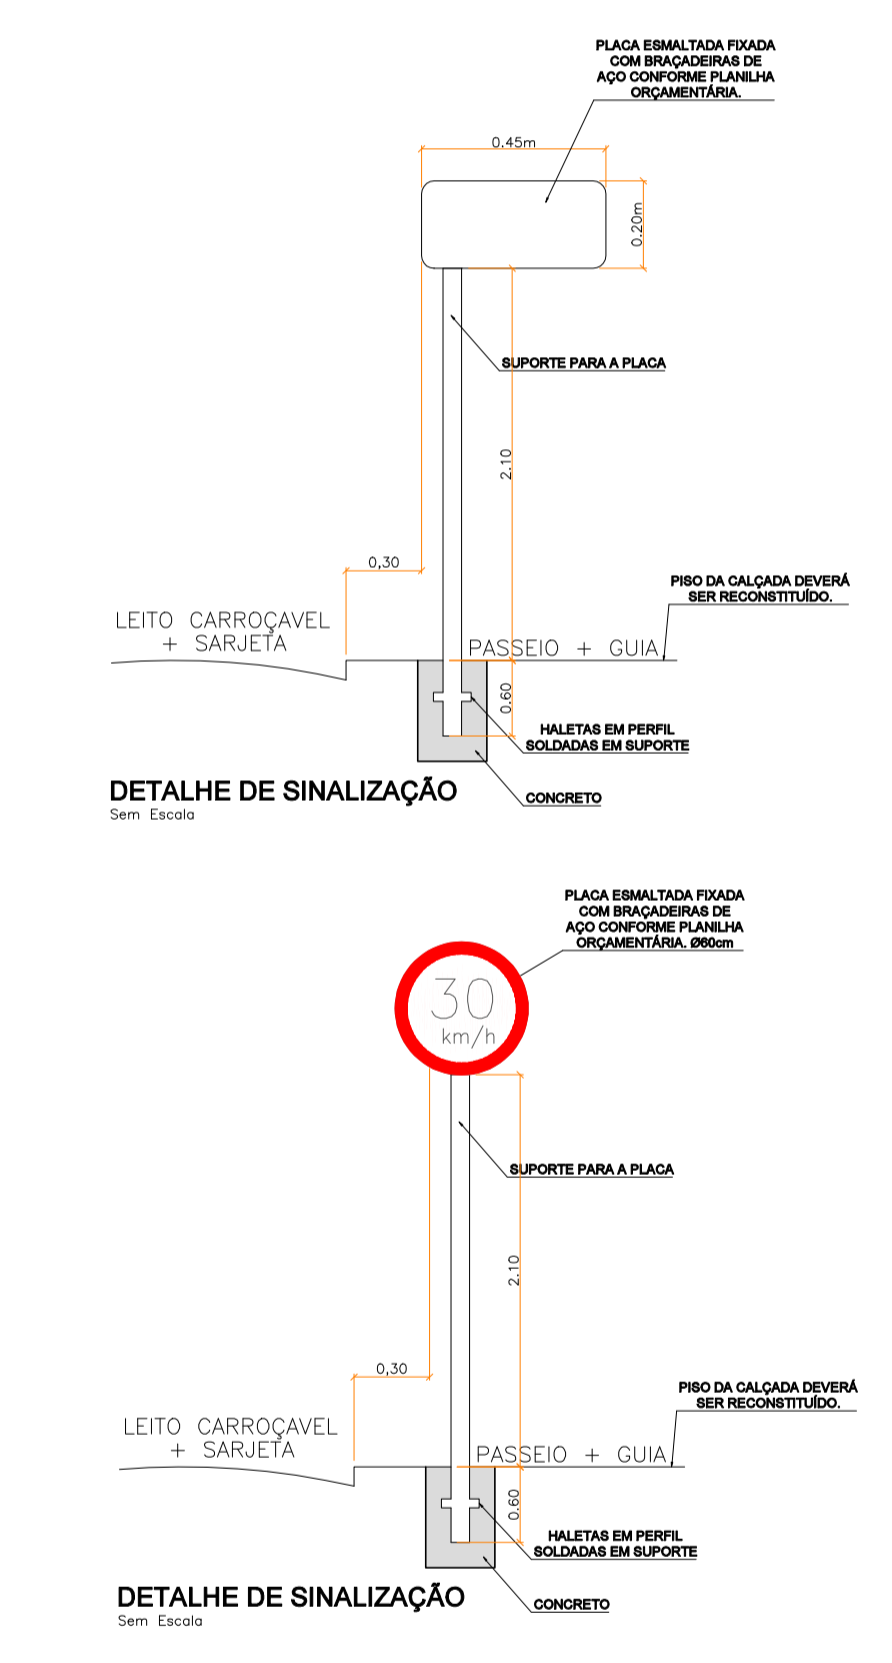 PLACA ESMALTADA FIXADA
COM BRAÇADEIRAS DE
AÇO CONFORME PLANILHA
ORÇAMENTÁRIA.
0.45m
0.20m
SUPORTE PARA A PLACA
2.10
0,30
PISO DA CALÇADA DEVERÁ
SER RECONSTITUÍDO.
LEITO CARROÇAVEL
+ SARJETA
PASSEIO + GUIA
0.60
HALETAS EM PERFIL
SOLDADAS EM SUPORTE
CONCRETO
DETALHE DE SINALIZAÇÃO
Sem Escala
PLACA ESMALTADA FIXADA
COM BRAÇADEIRAS DE
AÇO CONFORME PLANILHA
ORÇAMENTÁRIA. Ø60cm
30
km/h
SUPORTE PARA A PLACA
2.10
0,30
PISO DA CALÇADA DEVERÁ
SER RECONSTITUÍDO.
LEITO CARROÇAVEL
+ SARJETA
PASSEIO + GUIA
0.60
HALETAS EM PERFIL
SOLDADAS EM SUPORTE
CONCRETO
DETALHE DE SINALIZAÇÃO
Sem Escala